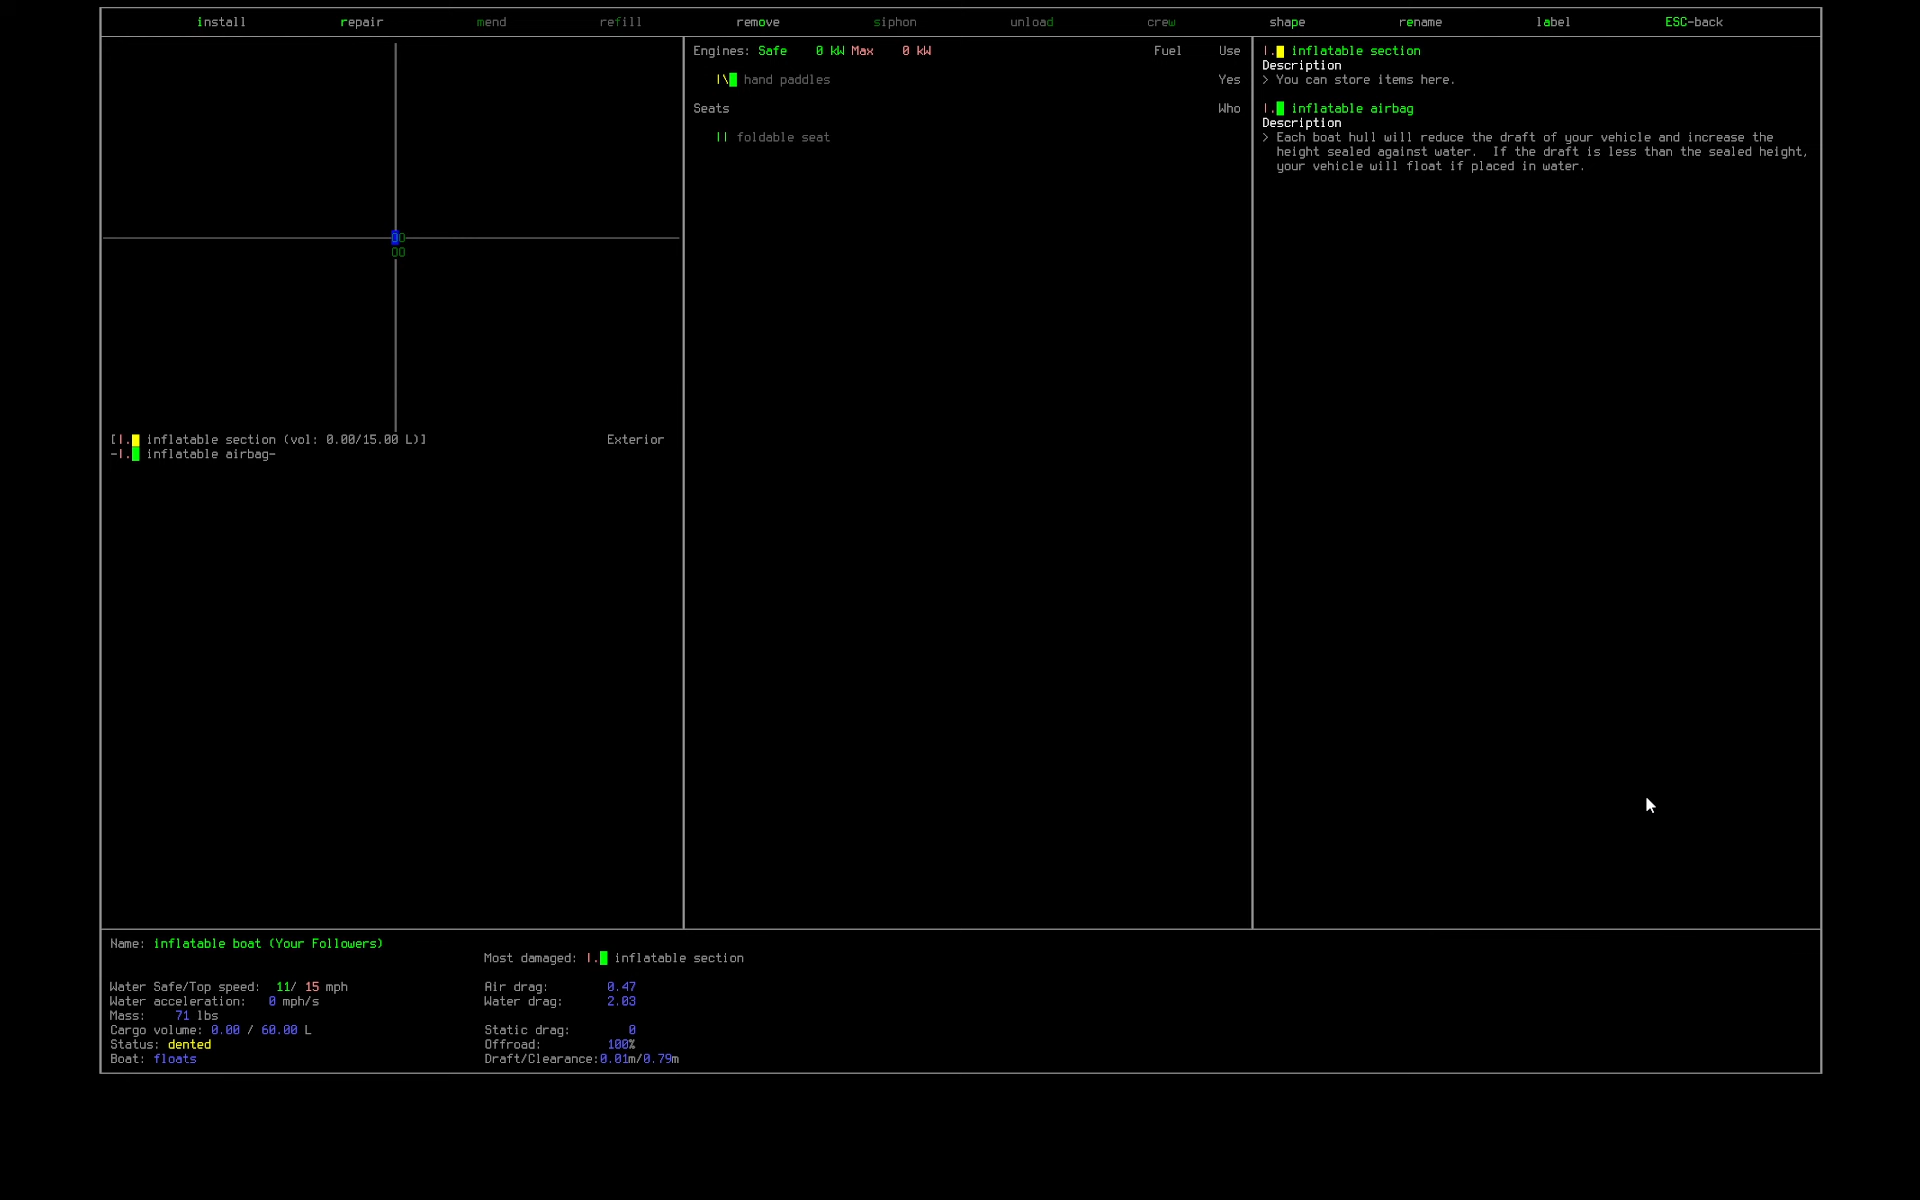 install repair mend refill remove siphon unload crew shape rename label ESC-back
Engines: Safe 0 kW Max 0 kW Fuel Use
|\ hand paddles Yes
Seats Who
|| foldable seat
|. inflatable section
Description
> You can store items here.
|. inflatable airbag
Description
> Each boat hull will reduce the draft of your vehicle and increase the
height sealed against water. If the draft is less than the sealed height,
your vehicle will float if placed in water.
00
00
[|. inflatable section (vol: 0.00/15.00 L)] Exterior
-|. inflatable airbag-
Name: inflatable boat (Your Followers)
Most damaged: |. inflatable section
Water Safe/Top speed: 11/ 15 mph
Water acceleration: 0 mph/s
Mass: 71 lbs
Cargo volume: 0.00 / 60.00 L
Status: dented
Boat: floats
Air drag: 0.47
Water drag: 2.03
Static drag: 0
Offroad: 100%
Draft/Clearance:0.01m/0.79m